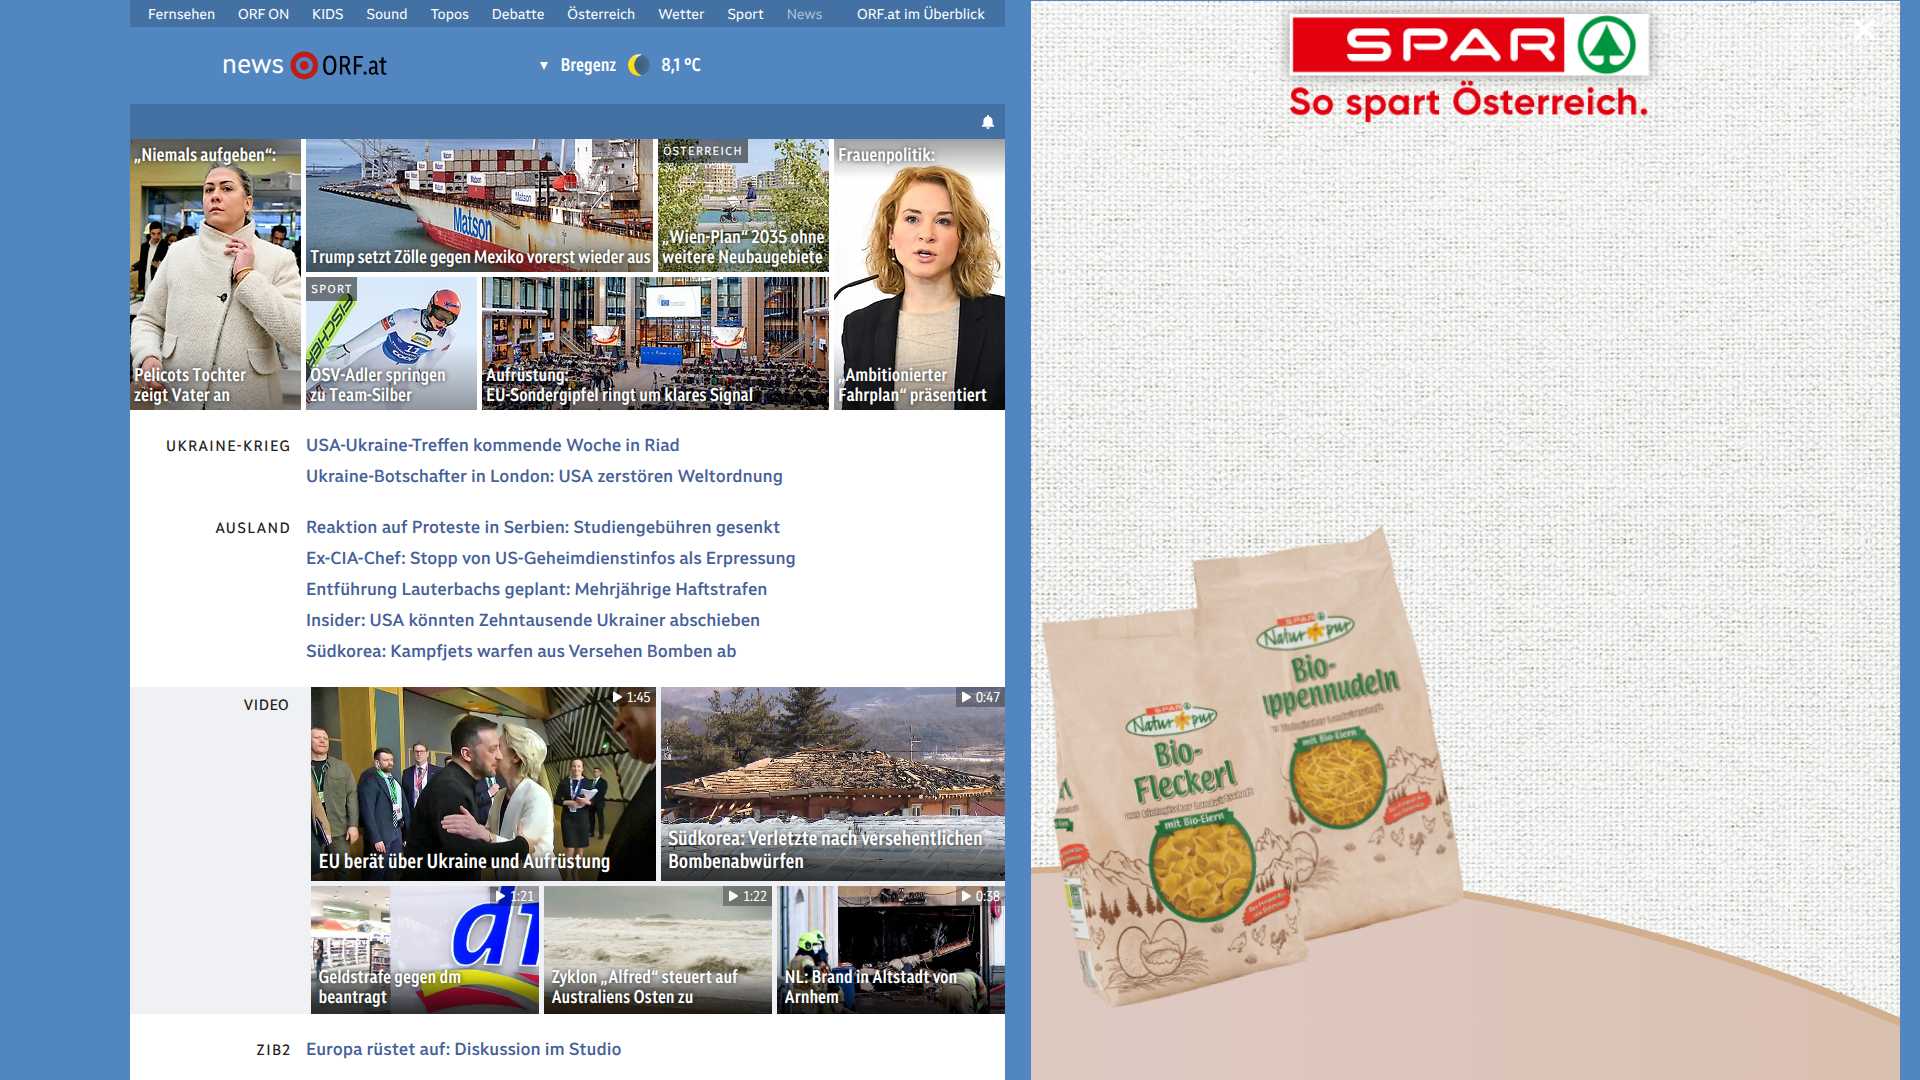 Fernsehen ORF ON KIDS Sound Topos Debatte Österreich Wetter Sport News ORF.at im Überblick
news ORF.at
Bregenz 8,1 °C
„Niemals aufgeben“:
Pelicots Tochter
zeigt Vater an
Matson
Trump setzt Zölle gegen Mexiko vorerst wieder aus
ÖSTERREICH
„Wien-Plan“ 2035 ohne
weitere Neubaugebiete
Frauenpolitik:
„Ambitionierter
Fahrplan“ präsentiert
SPORT
ÖSV-Adler springen
zu Team-Silber
Aufrüstung:
EU-Sondergipfel ringt um klares Signal
UKRAINE-KRIEG
USA-Ukraine-Treffen kommende Woche in Riad
Ukraine-Botschafter in London: USA zerstören Weltordnung
AUSLAND
Reaktion auf Proteste in Serbien: Studiengebühren gesenkt
Ex-CIA-Chef: Stopp von US-Geheimdienstinfos als Erpressung
Entführung Lauterbachs geplant: Mehrjährige Haftstrafen
Insider: USA könnten Zehntausende Ukrainer abschieben
Südkorea: Kampfjets warfen aus Versehen Bomben ab
VIDEO
1:45
EU berät über Ukraine und Aufrüstung
0:47
Südkorea: Verletzte nach versehentlichen
Bombenabwürfen
1:21
Geldstrafe gegen dm
beantragt
1:22
Zyklon „Alfred“ steuert auf
Australiens Osten zu
0:38
NL: Brand in Altstadt von
Arnhem
ZIB2
Europa rüstet auf: Diskussion im Studio
SPAR
So spart Österreich.
SPAR
Natur pur
Bio-
ippennudeln
mit Bio-Eiern
SPAR
Natur pur
Bio-
Fleckerl
aus biologischer Landwirtschaft
mit Bio-Eiern